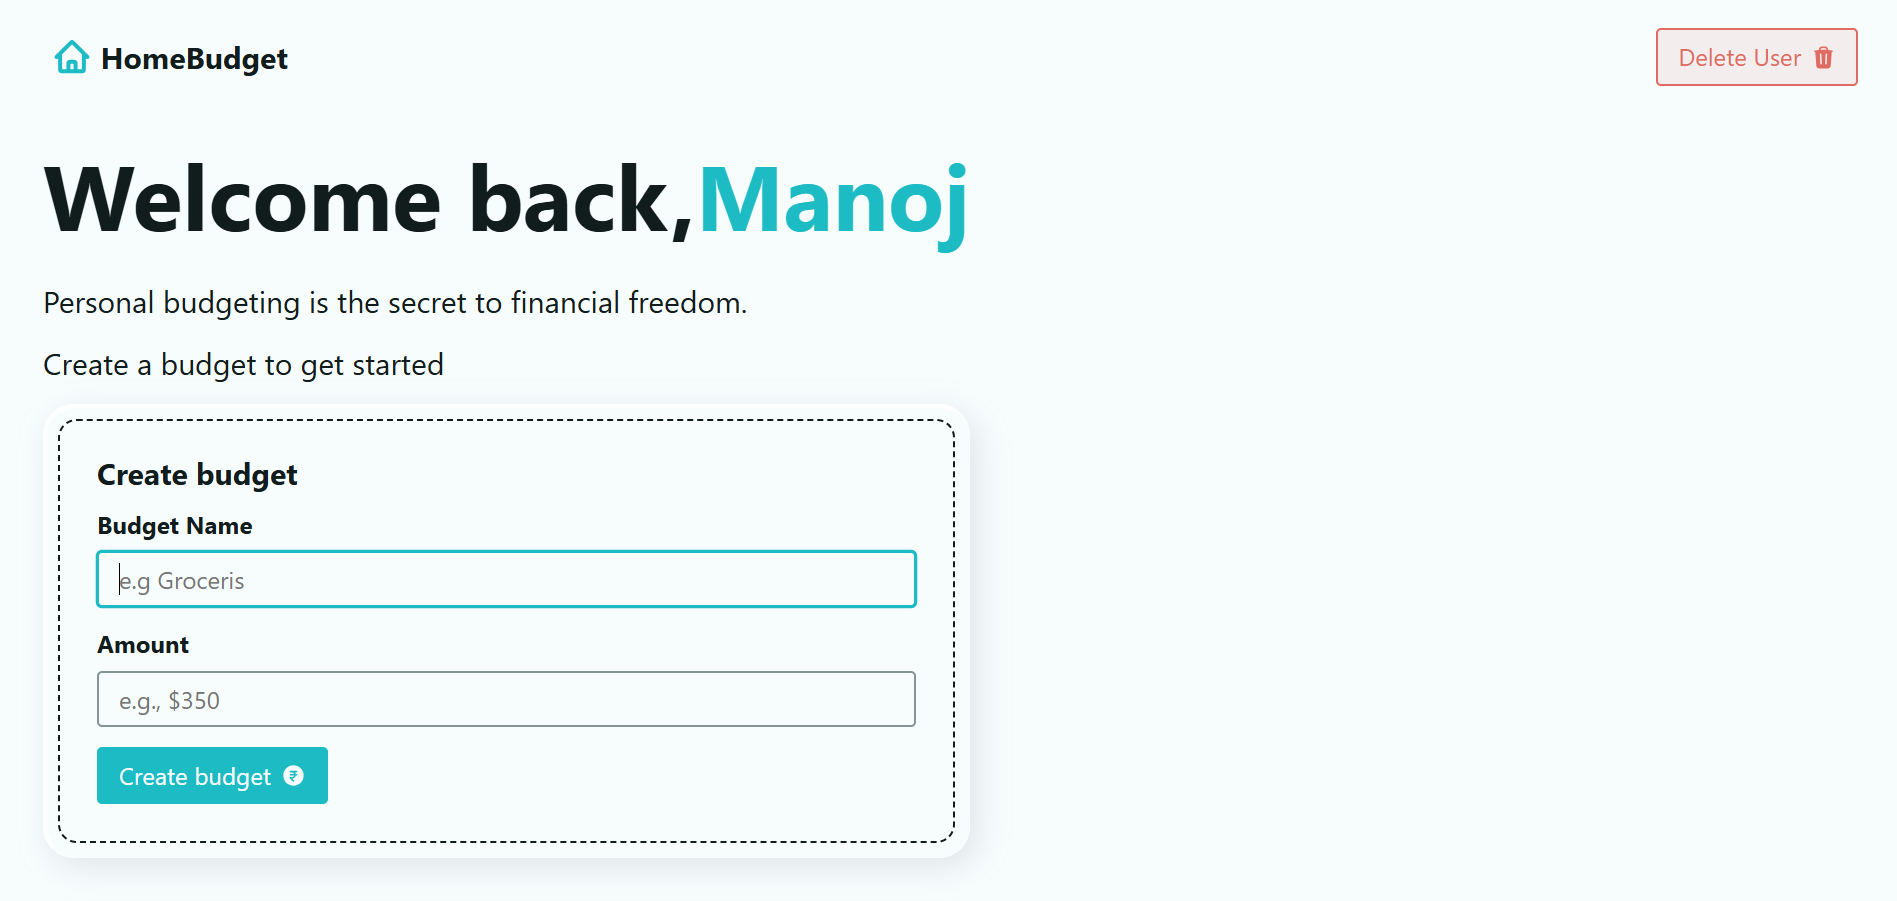 HomeBudget
Delete User
Welcome back,Manoj
Personal budgeting is the secret to financial freedom.
Create a budget to get started
Create budget
Budget Name
e.g Groceris
Amount
e.g., $350
Create budget ₹